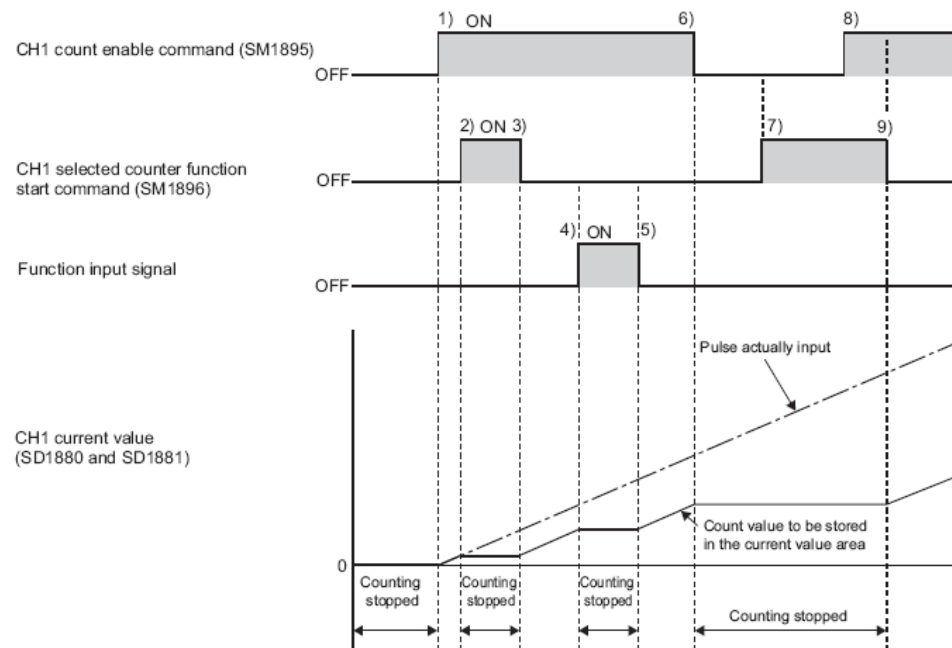 1) ON
6)
8)
CH1 count enable command (SM1895)
OFF
2) ON 3)
7)
9)
CH1 selected counter function
start command (SM1896)
OFF
4) ON 5)
Function input signal
OFF
Pulse actually input
CH1 current value
(SD1880 and SD1881)
Count value to be stored
in the current value area
0
Counting
stopped
Counting
stopped
Counting
stopped
Counting stopped